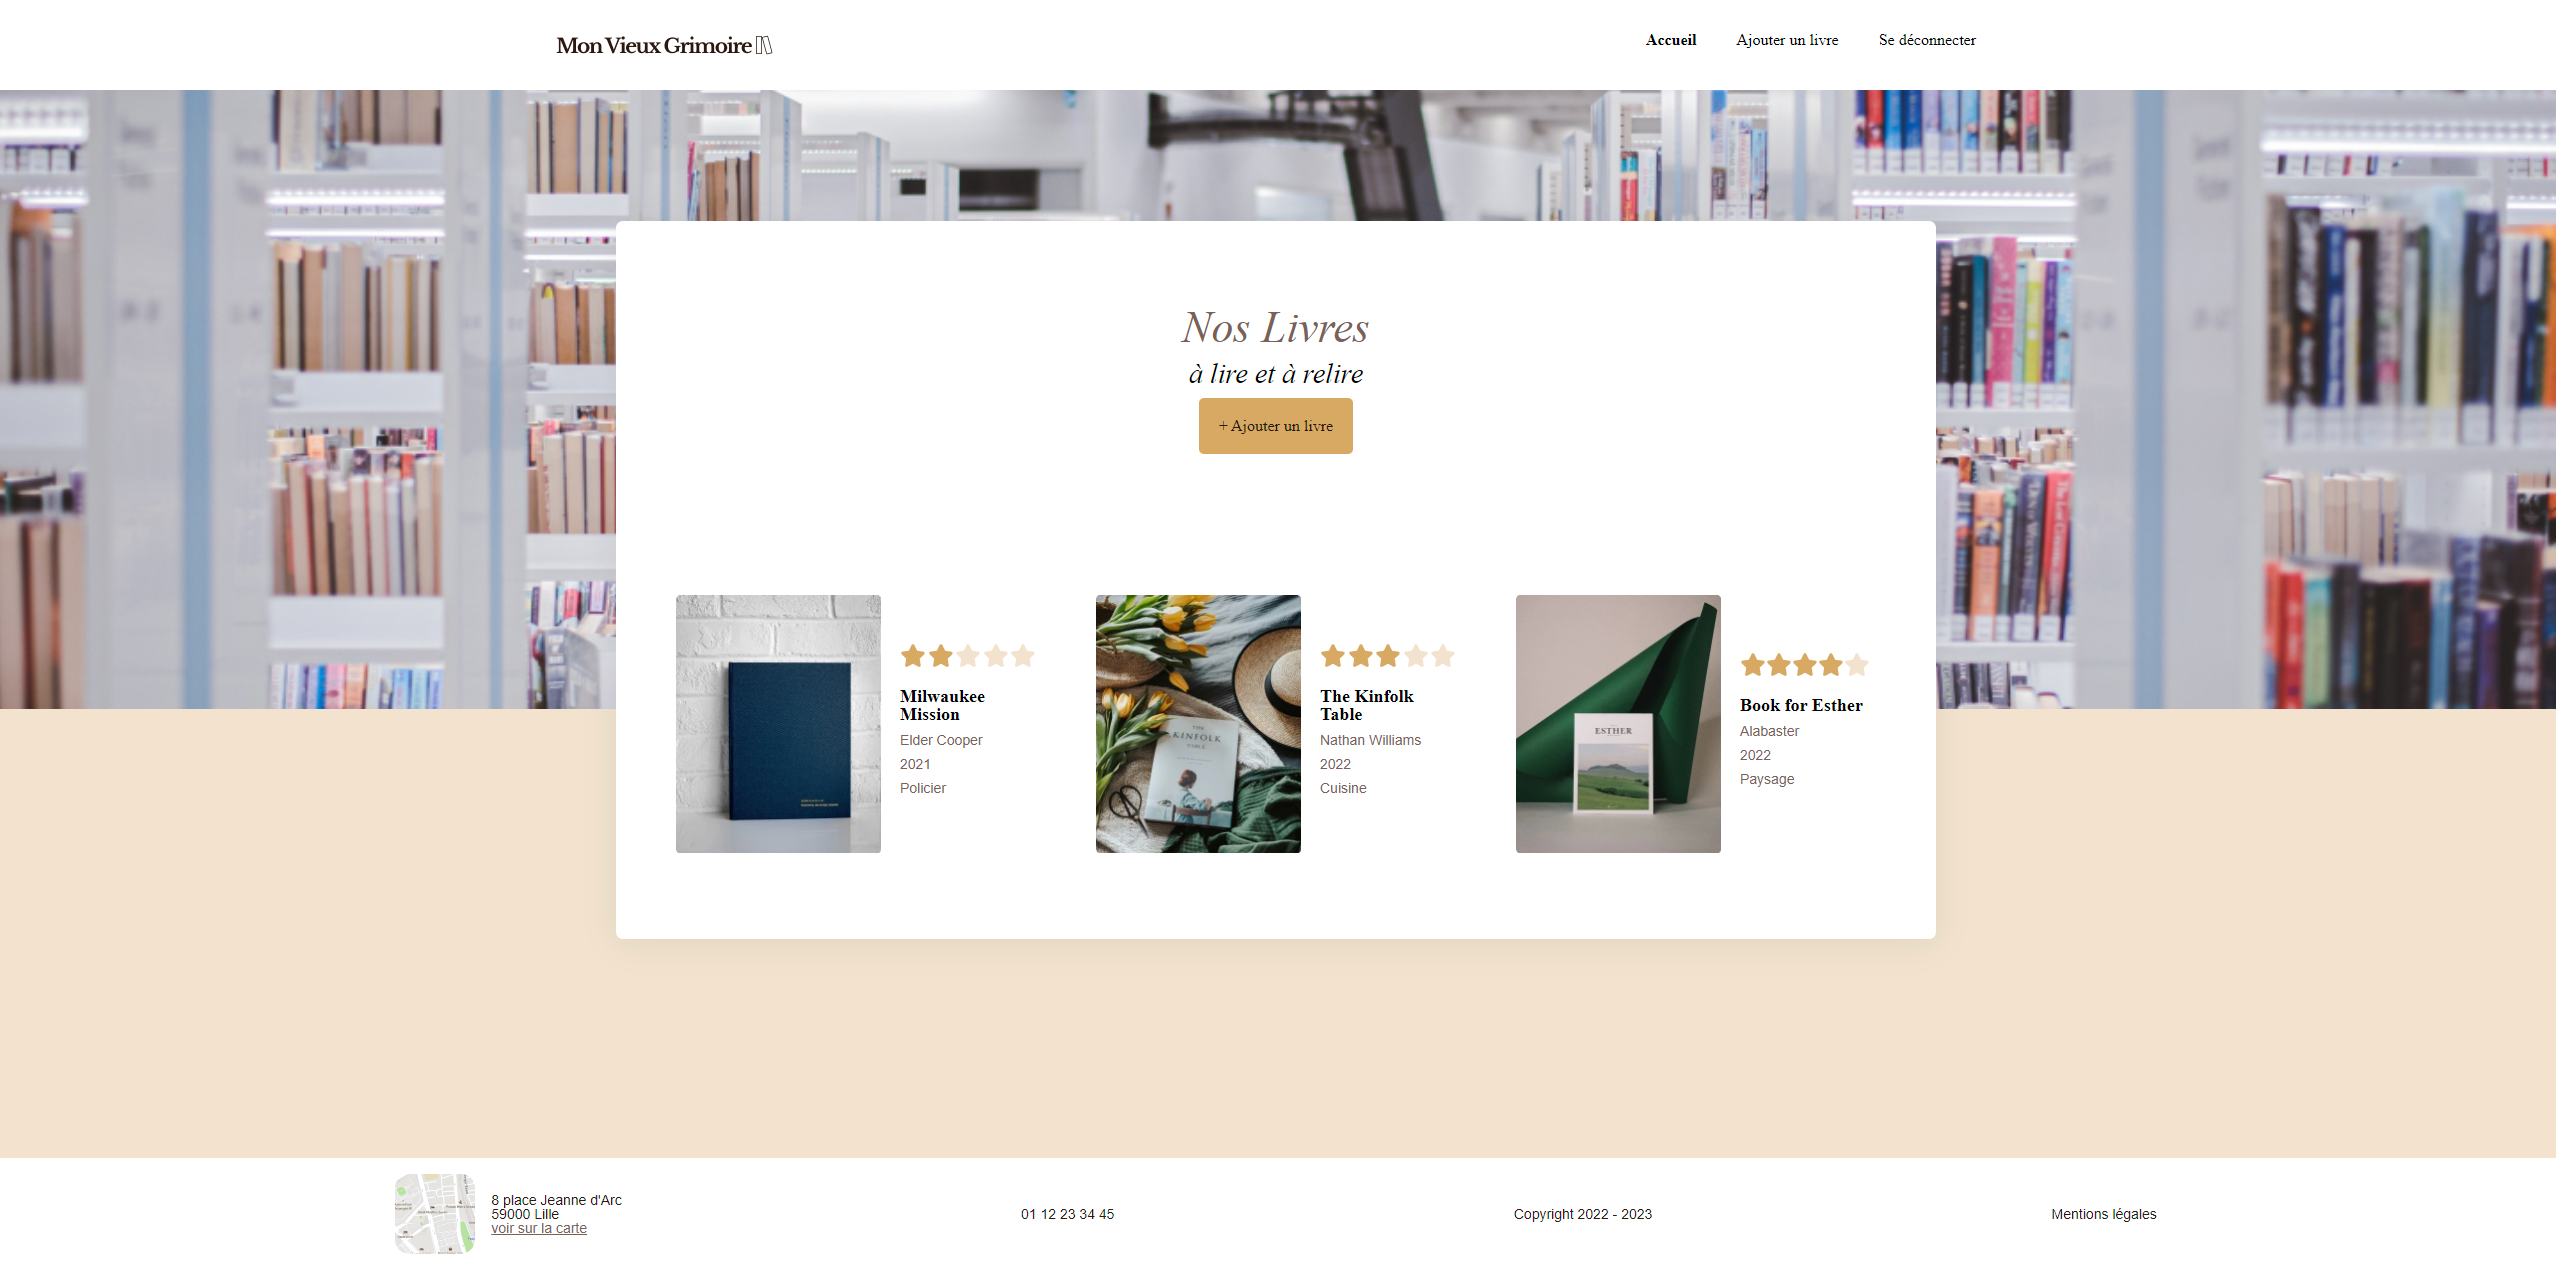 Mon Vieux Grimoire
Accueil
Ajouter un livre
Se déconnecter
Nos Livres
à lire et à relire
+ Ajouter un livre
Milwaukee
Mission
Elder Cooper
2021
Policier
THE
KINFOLK
TABLE
The Kinfolk
Table
Nathan Williams
2022
Cuisine
ESTHER
Book for Esther
Alabaster
2022
Paysage
8 place Jeanne d'Arc
59000 Lille
voir sur la carte
01 12 23 34 45
Copyright 2022 - 2023
Mentions légales